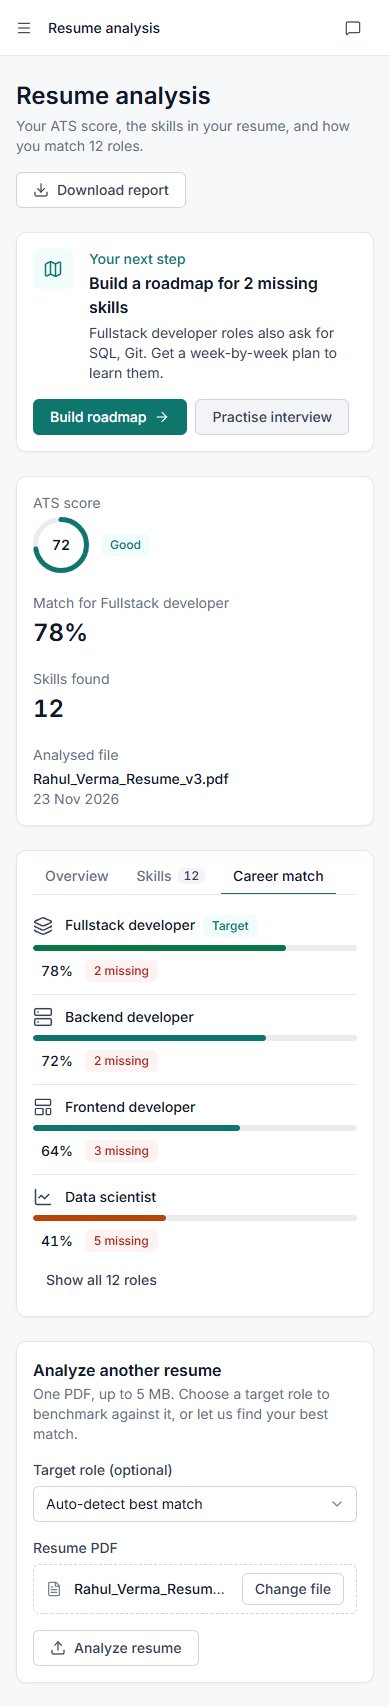 Resume analysis
Resume analysis
Your ATS score, the skills in your resume, and how
you match 12 roles.
Download report
Your next step
Build a roadmap for 2 missing
skills
Fullstack developer roles also ask for
SQL, Git. Get a week-by-week plan to
learn them.
Build roadmap
Practise interview
ATS score
72
Good
Match for Fullstack developer
78%
Skills found
12
Analysed file
Rahul_Verma_Resume_v3.pdf
23 Nov 2026
Overview
Skills 12
Career match
Fullstack developer Target
78% 2 missing
Backend developer
72% 2 missing
Frontend developer
64% 3 missing
Data scientist
41% 5 missing
Show all 12 roles
Analyze another resume
One PDF, up to 5 MB. Choose a target role to
benchmark against it, or let us find your best
match.
Target role (optional)
Auto-detect best match
Resume PDF
Rahul_Verma_Resum...
Change file
Analyze resume